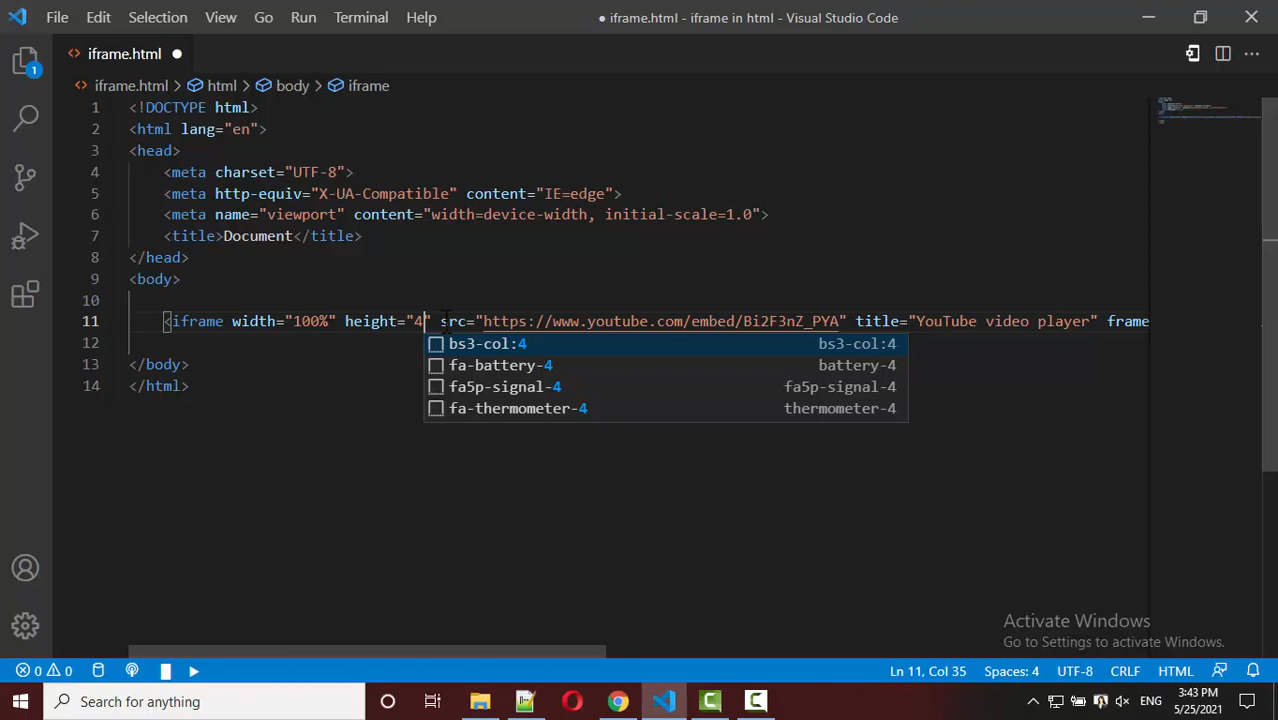 File Edit Selection View Go Run Terminal Help ● iframe.html - iframe in html - Visual Studio Code
<> iframe.html ●
<> iframe.html > html > body > iframe
1 <!DOCTYPE html>
2 <html lang="en">
3 <head>
4 <meta charset="UTF-8">
5 <meta http-equiv="X-UA-Compatible" content="IE=edge">
6 <meta name="viewport" content="width=device-width, initial-scale=1.0">
7 <title>Document</title>
8 </head>
9 <body>
10
11 <iframe width="100%" height="4" src="https://www.youtube.com/embed/Bi2F3nZ_PYA" title="YouTube video player" frame
12
13 </body>
14 </html>
bs3-col:4 bs3-col:4
fa-battery-4 battery-4
fa5p-signal-4 signal-4
fa-thermometer-4 thermometer-4
1
Activate Windows
Go to Settings to activate Windows.
0 0 Ln 11, Col 35 Spaces: 4 UTF-8 CRLF HTML
Search for anything
ENG
3:43 PM
5/25/2021